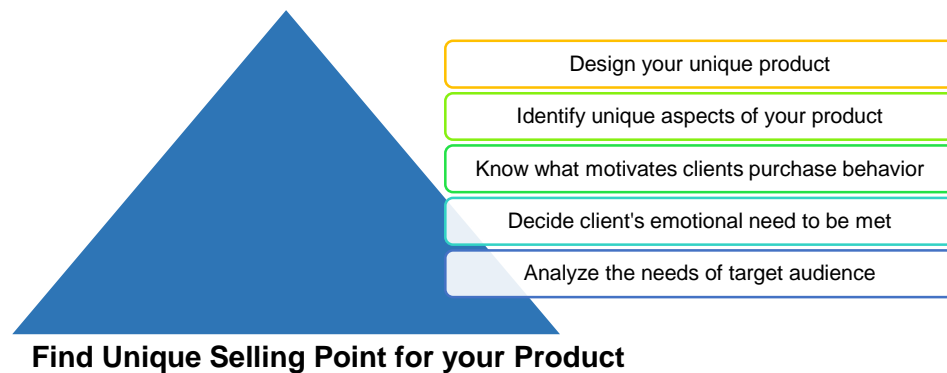 Design your unique product
Identify unique aspects of your product
Know what motivates clients purchase behavior
Decide client's emotional need to be met
Analyze the needs of target audience
Find Unique Selling Point for your Product